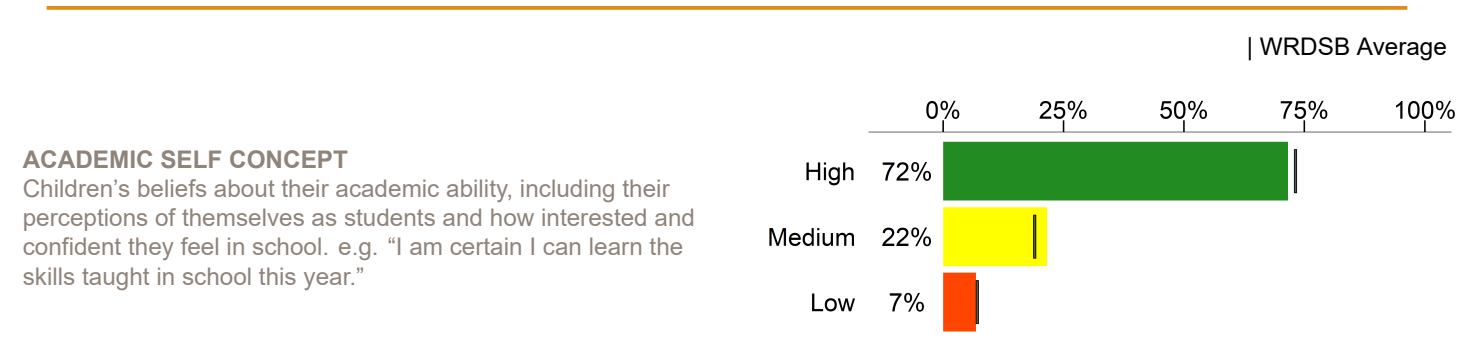 | WRDSB Average
0% 25% 50% 75% 100%
ACADEMIC SELF CONCEPT
Children’s beliefs about their academic ability, including their
perceptions of themselves as students and how interested and
confident they feel in school. e.g. “I am certain I can learn the
skills taught in school this year.”
High 72%
Medium 22%
Low 7%